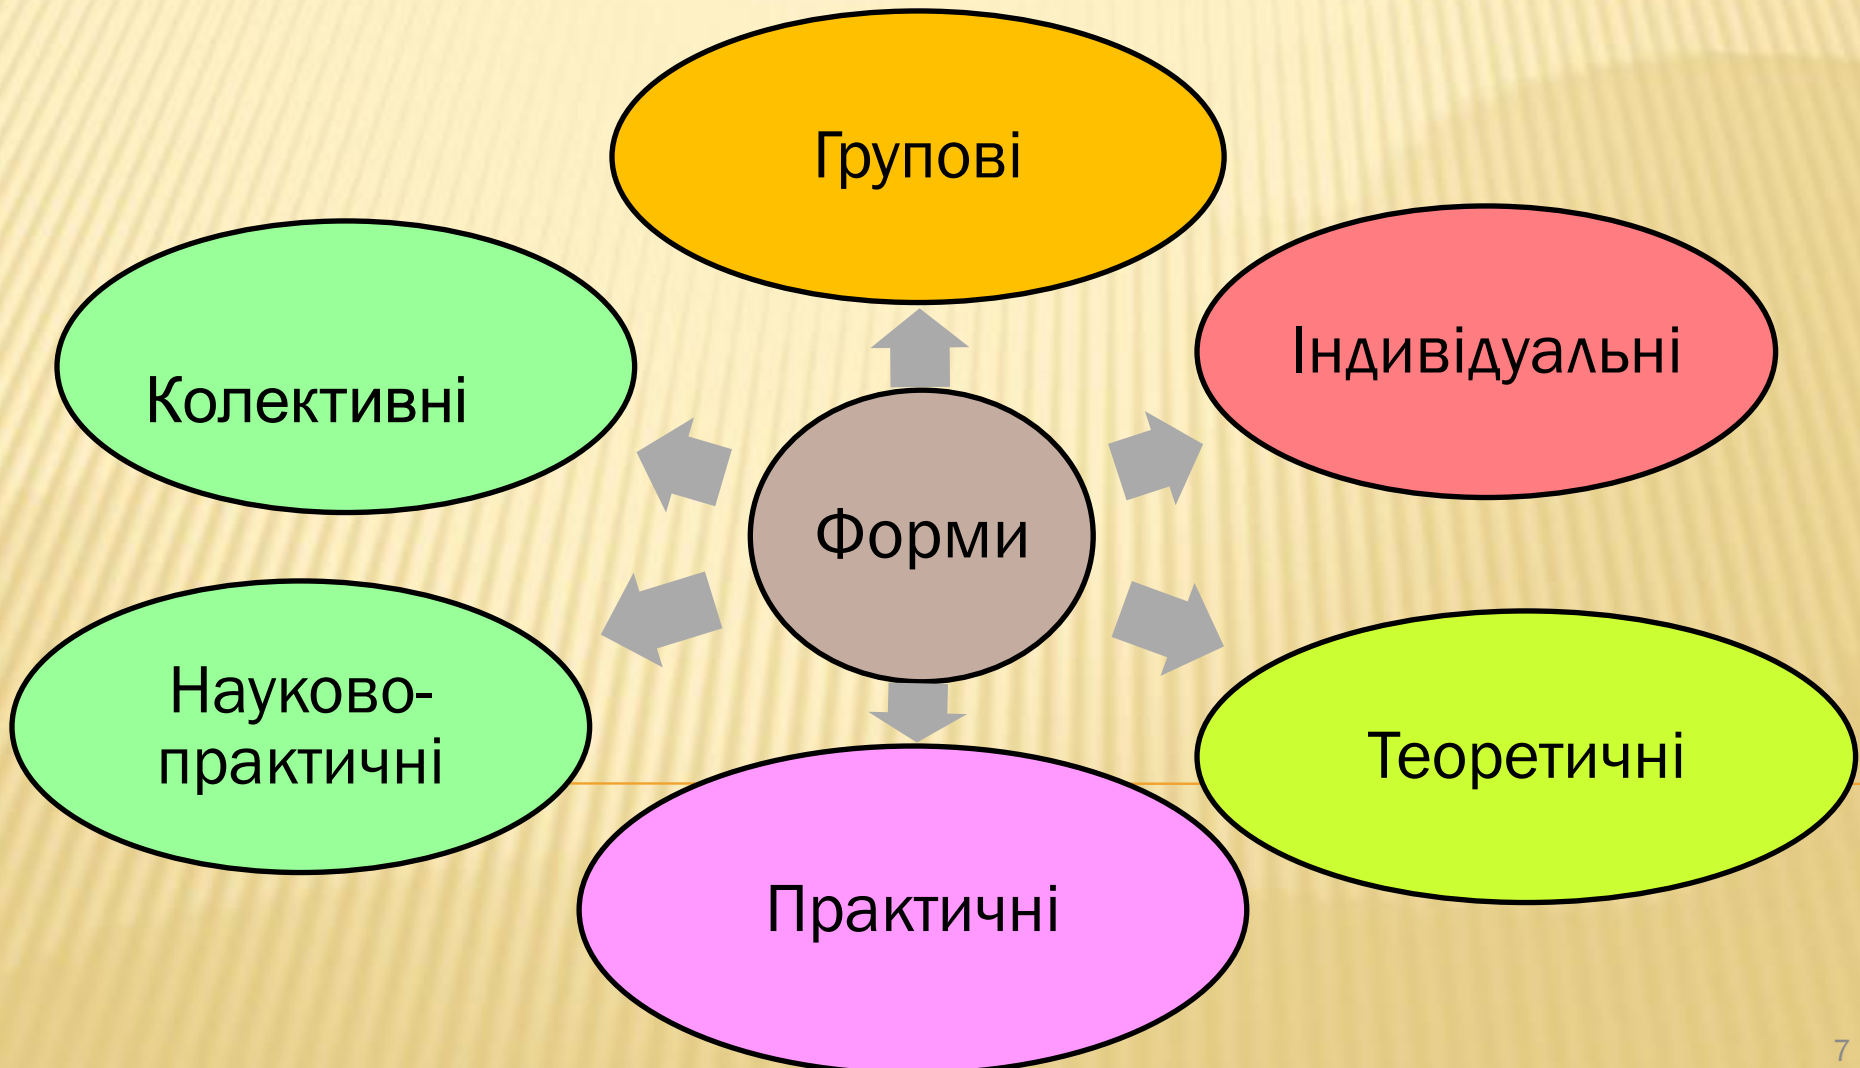 Групові
Індивідуальні
Колективні
Форми
Науково-
практичні
Теоретичні
Практичні
7